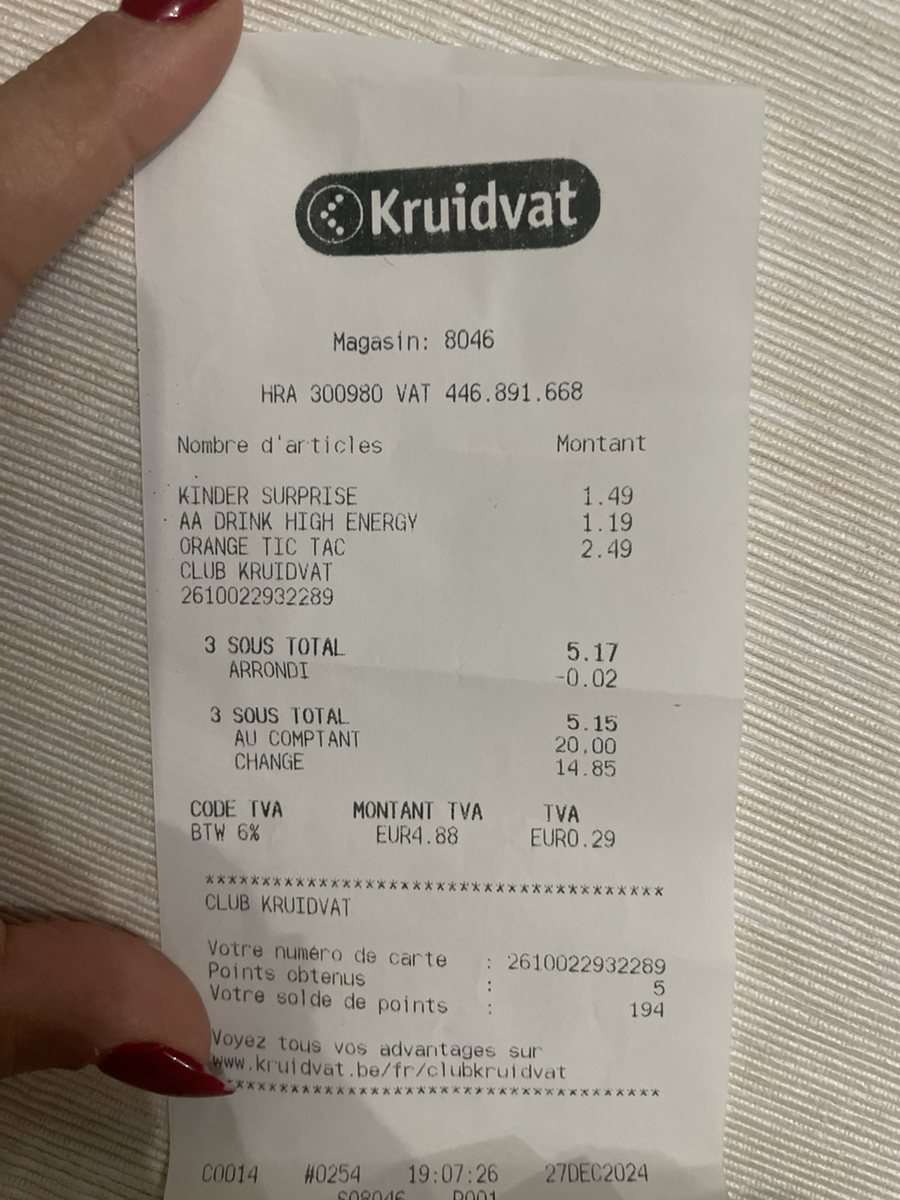 Kruidvat
Magasin: 8046
HRA 300980 VAT 446.891.668
Nombre d'articles Montant
KINDER SURPRISE 1.49
AA DRINK HIGH ENERGY 1.19
ORANGE TIC TAC 2.49
CLUB KRUIDVAT
2610022932289
3 SOUS TOTAL 5.17
ARRONDI -0.02
3 SOUS TOTAL 5.15
AU COMPTANT 20.00
CHANGE 14.85
CODE TVA MONTANT TVA TVA
BTW 6% EUR4.88 EUR0.29
****************************************
CLUB KRUIDVAT
Votre numéro de carte : 2610022932289
Points obtenus : 5
Votre solde de points : 194
Voyez tous vos advantages sur
www.kruidvat.be/fr/clubkruidvat
****************************************
C0014 #0254 19:07:26 27DEC2024
S08046 P001